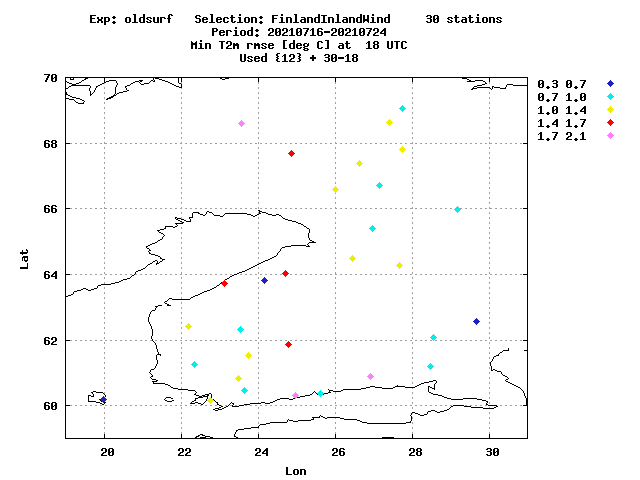 Exp: oldsurf Selection: FinlandInlandWind 30 stations
Period: 20210716-20210724
Min T2m rmse [deg C] at 18 UTC
Used {12} + 30-18
0.3 0.7
0.7 1.0
1.0 1.4
1.4 1.7
1.7 2.1
70
68
66
64
62
60
Lat
20 22 24 26 28 30
Lon